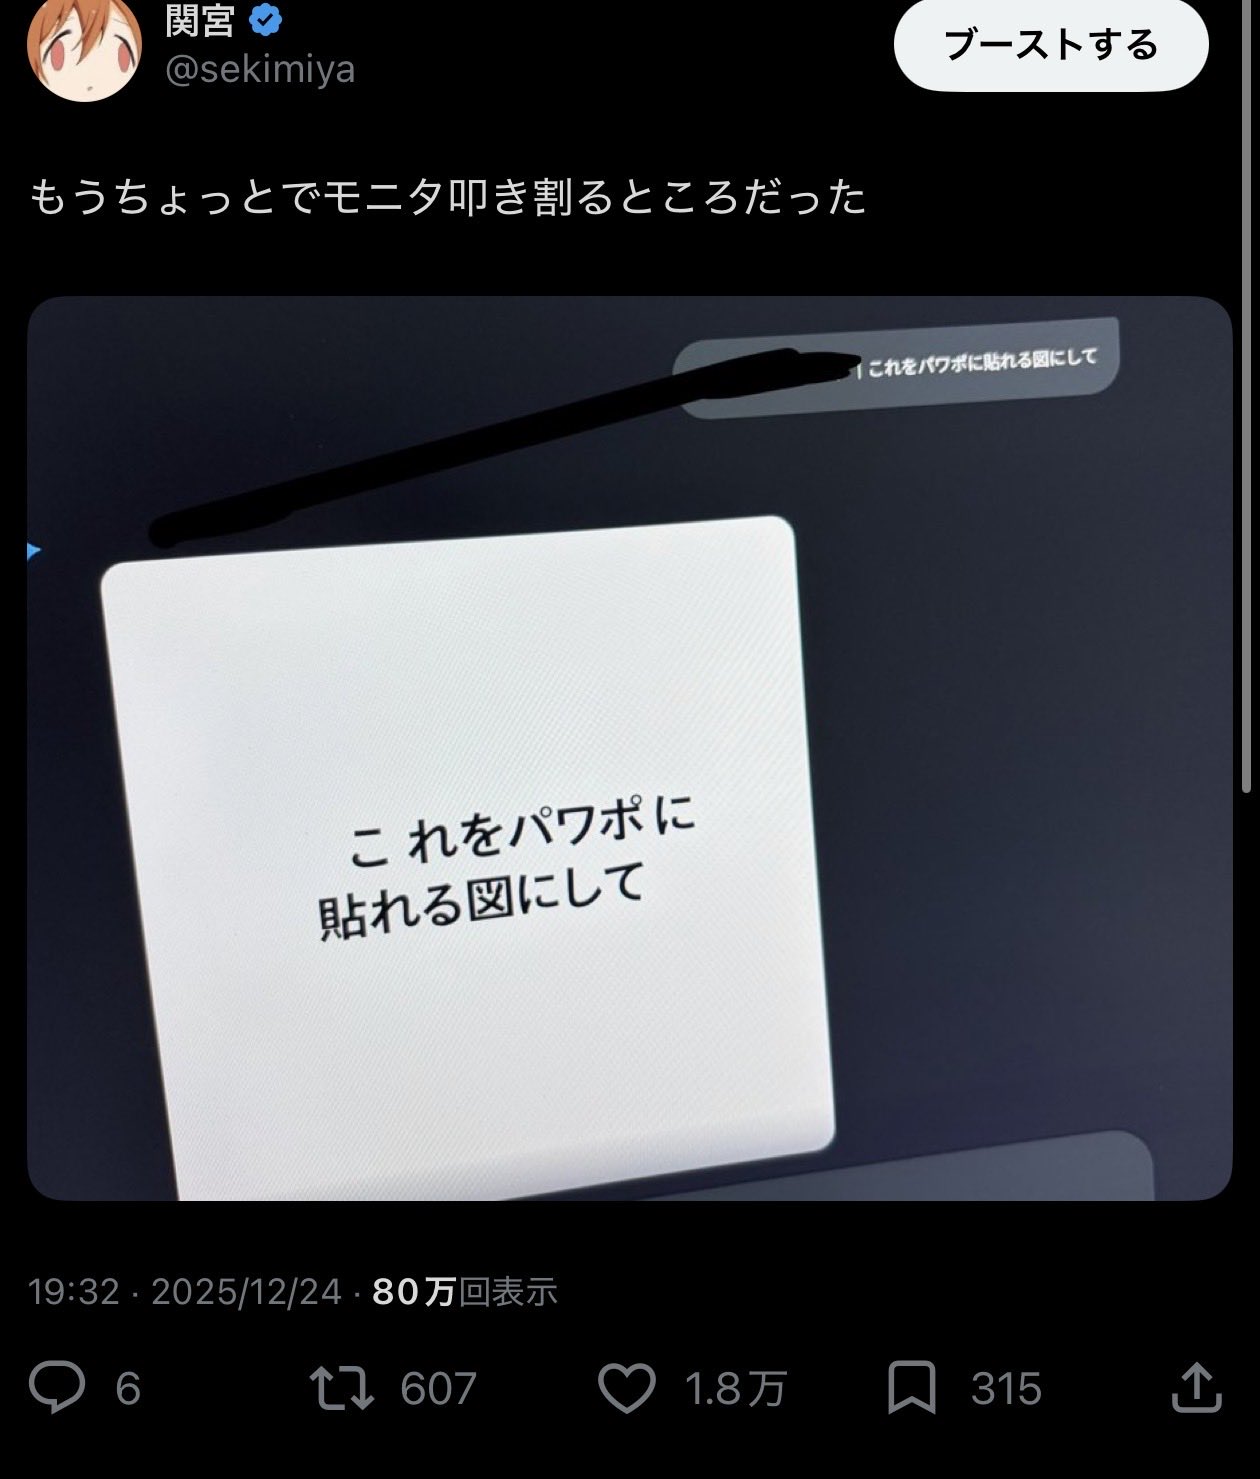 関宮
@sekimiya
ブーストする
もうちょっとでモニタ叩き割るところだった
これをパワポに貼れる図にして
これをパワポに
貼れる図にして
19:32 · 2025/12/24 · 80万回表示
6 607 1.8万 315